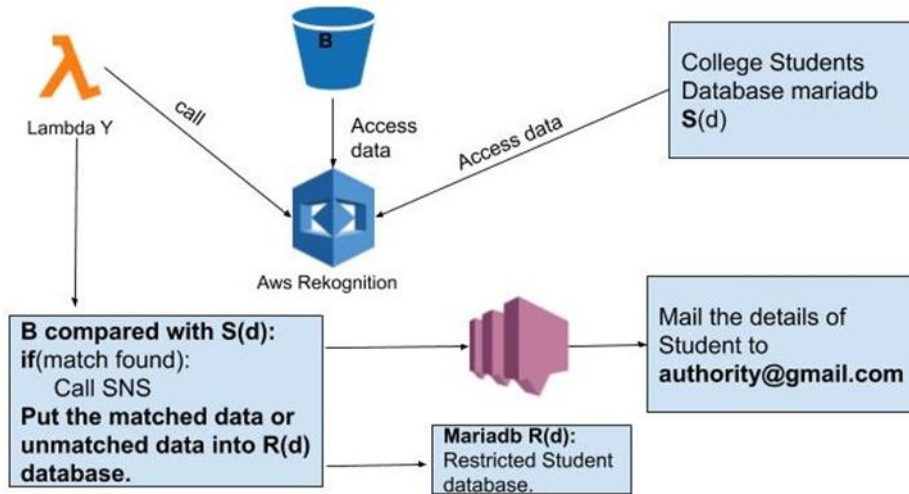 B
College Students
Database mariadb
S(d)
call
Lambda Y
Access
data
Access data
Aws Rekognition
B compared with S(d):
if(match found):
Call SNS
Put the matched data or
unmatched data into R(d)
database.
Mail the details of
Student to
authority@gmail.com
Mariadb R(d):
Restricted Student
database.